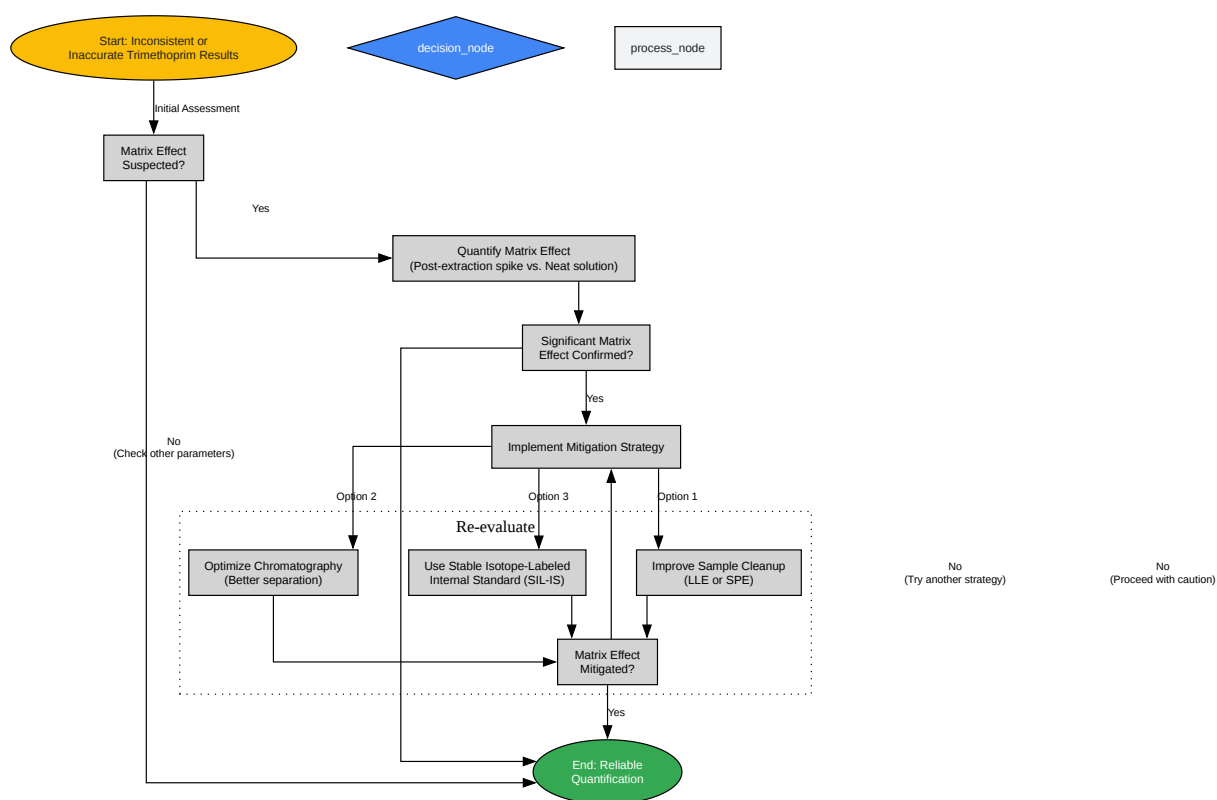 Start: Inconsistent or
Inaccurate Trimethoprim Results
decision_node
process_node
Initial Assessment
Matrix Effect
Suspected?
Yes
Quantify Matrix Effect
(Post-extraction spike vs. Neat solution)
Significant Matrix
Effect Confirmed?
Yes
No
(Check other parameters)
Implement Mitigation Strategy
Option 2
Option 3
Option 1
Re-evaluate
Optimize Chromatography
(Better separation)
Use Stable Isotope-Labeled
Internal Standard (SIL-IS)
Improve Sample Cleanup
(LLE or SPE)
No
(Try another strategy)
No
(Proceed with caution)
Matrix Effect
Mitigated?
Yes
End: Reliable
Quantification